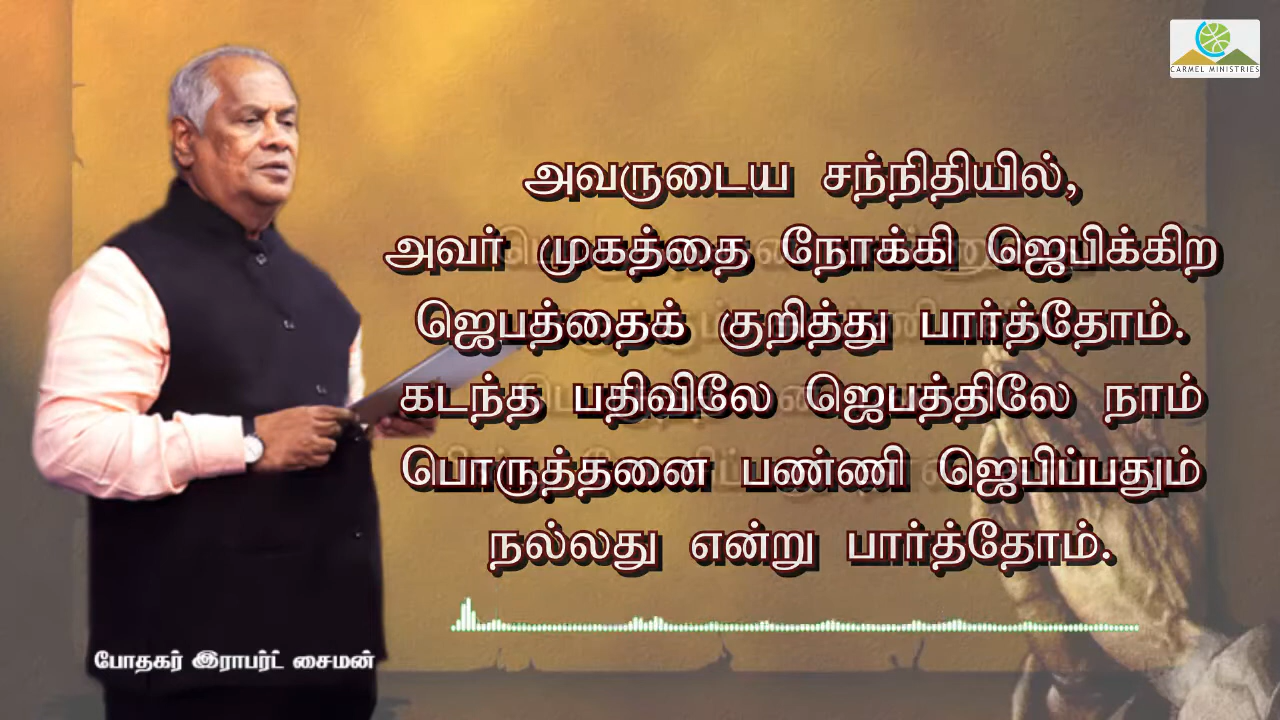 CARMEL MINISTRIES
அவருடைய சந்நிதியில்,
அவர் முகத்தை நோக்கி ஜெபிக்கிற
ஜெபத்தைக் குறித்து பார்த்தோம்.
கடந்த பதிவிலே ஜெபத்திலே நாம்
பொருத்தனை பண்ணி ஜெபிப்பதும்
நல்லது என்று பார்த்தோம்.
போதகர் இராபர்ட் சைமன்